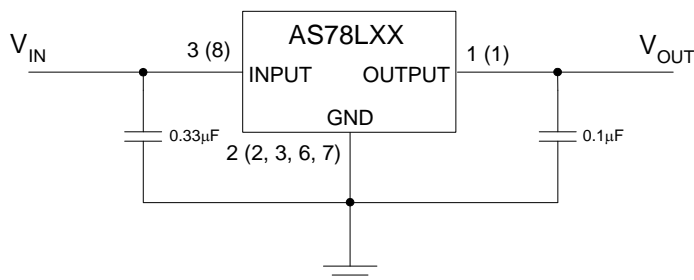 AS78LXX
V_IN
3 (8)
INPUT
OUTPUT
1 (1)
V_OUT
GND
0.33μF
2 (2, 3, 6, 7)
0.1μF